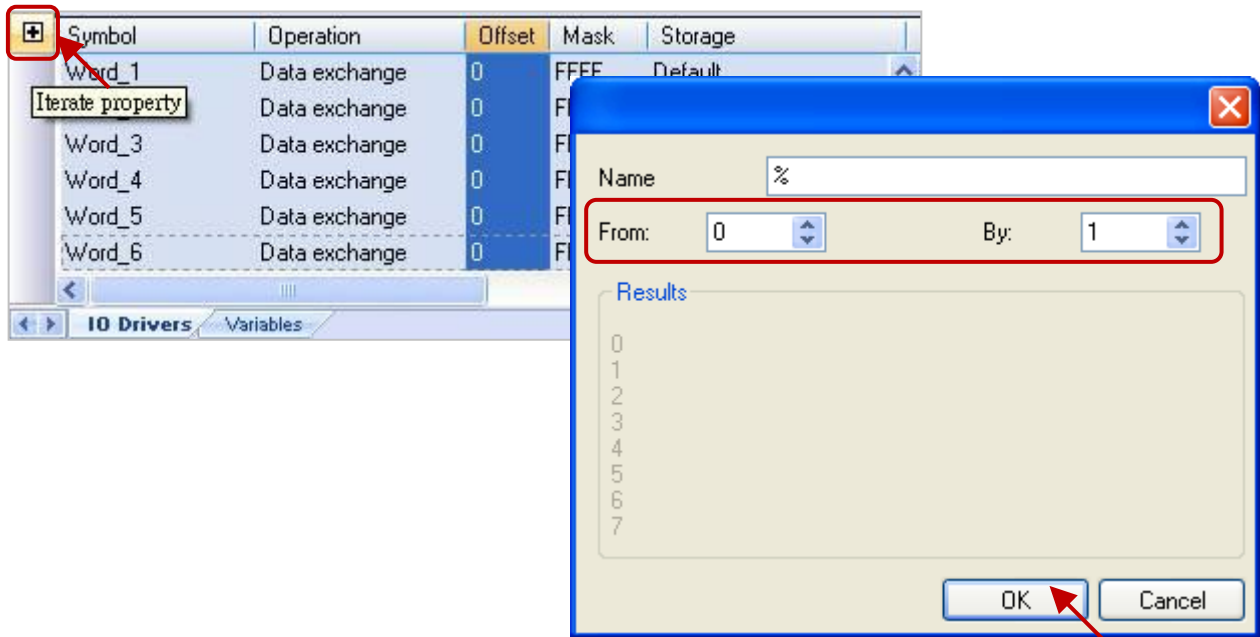 Symbol Operation Offset Mask Storage
Word_1 Data exchange 0 FFFF Default
Iterate property
Data exchange 0
Word_3 Data exchange 0
Word_4 Data exchange 0
Word_5 Data exchange 0
Word_6 Data exchange 0
IO Drivers Variables
Name %
From: 0 By: 1
Results
0
1
2
3
4
5
6
7
OK Cancel